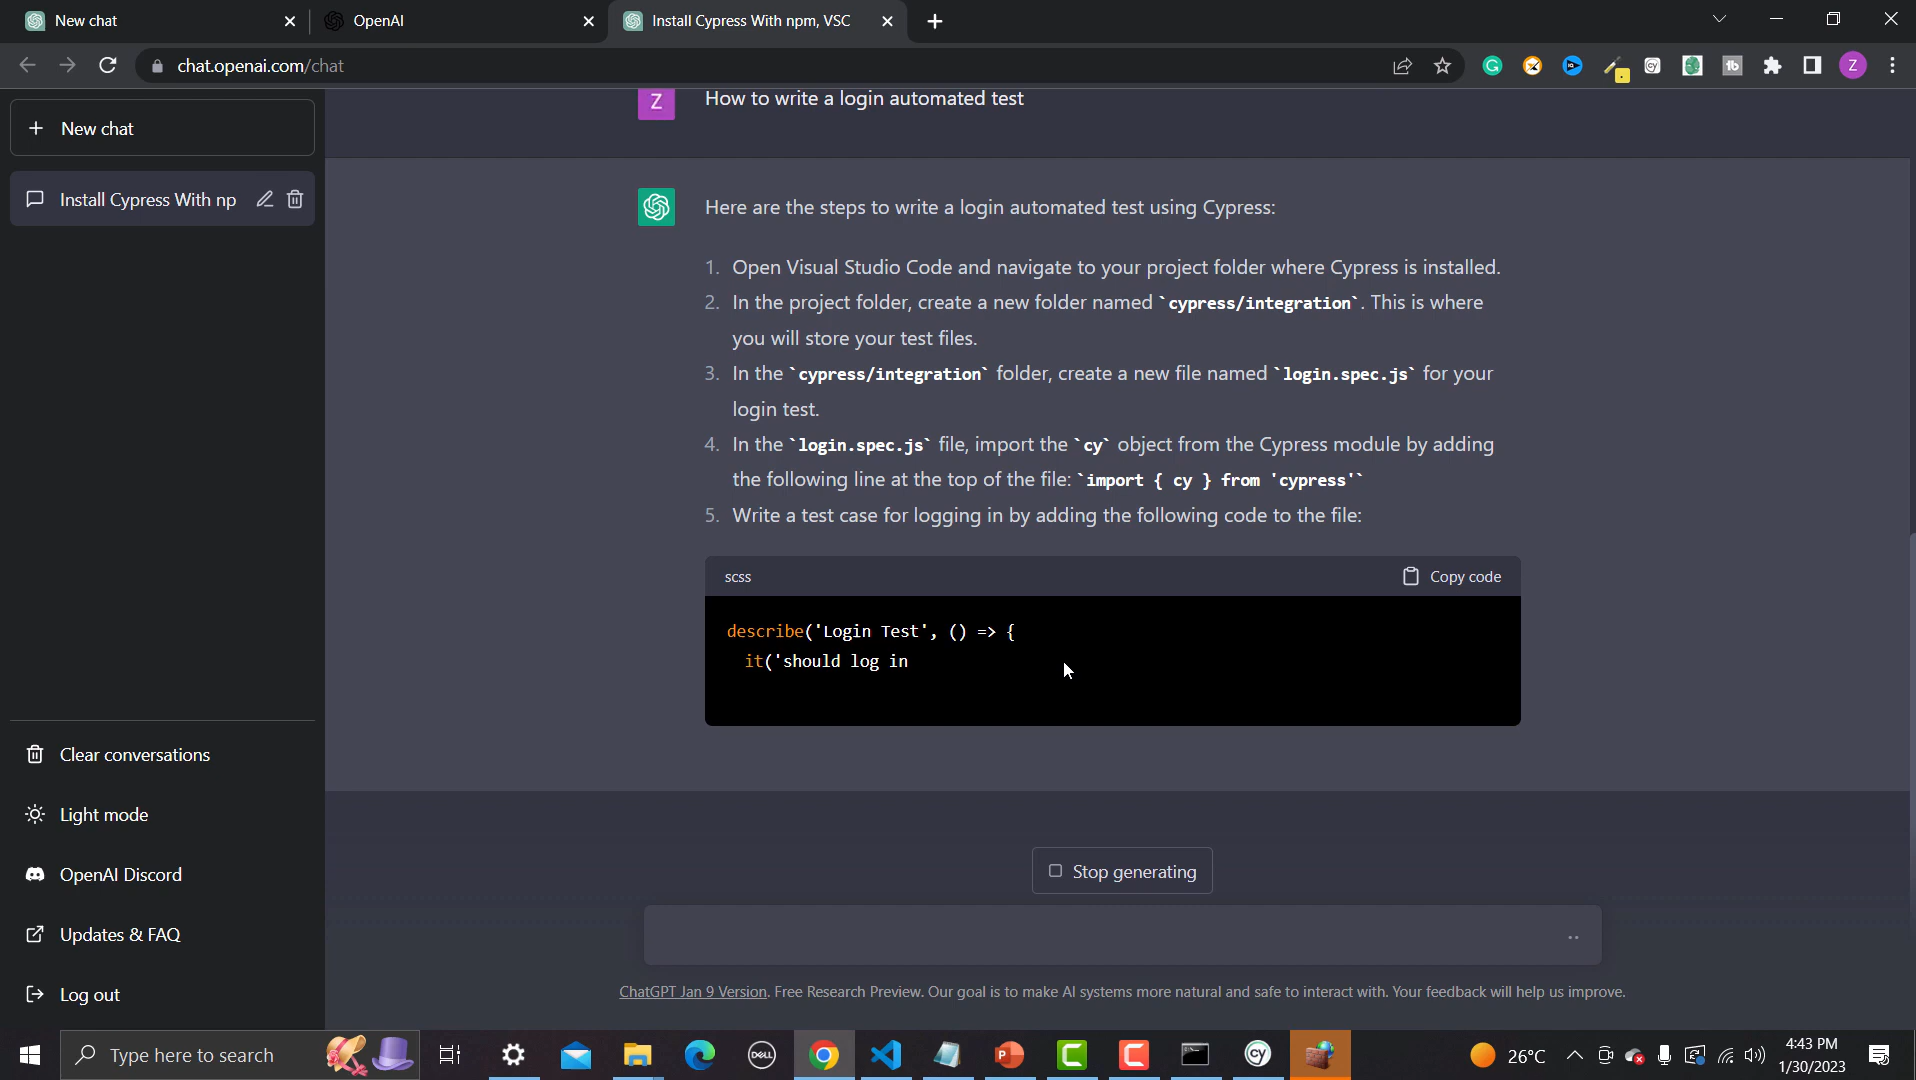 New chat
OpenAI
Install Cypress With npm, VSC
chat.openai.com/chat
Z
New chat
Install Cypress With np
Z
How to write a login automated test
Here are the steps to write a login automated test using Cypress:
1. Open Visual Studio Code and navigate to your project folder where Cypress is installed.
2. In the project folder, create a new folder named `cypress/integration`. This is where
you will store your test files.
3. In the `cypress/integration` folder, create a new file named `login.spec.js` for your
login test.
4. In the `login.spec.js` file, import the `cy` object from the Cypress module by adding
the following line at the top of the file: `import { cy } from 'cypress'`
5. Write a test case for logging in by adding the following code to the file:
scss
Copy code
describe('Login Test', () => {
it('should log in
Clear conversations
Light mode
OpenAI Discord
Updates & FAQ
Log out
Stop generating
..
ChatGPT Jan 9 Version. Free Research Preview. Our goal is to make AI systems more natural and safe to interact with. Your feedback will help us improve.
Type here to search
DELL
P
C
C
cy
26°C
4:43 PM
1/30/2023